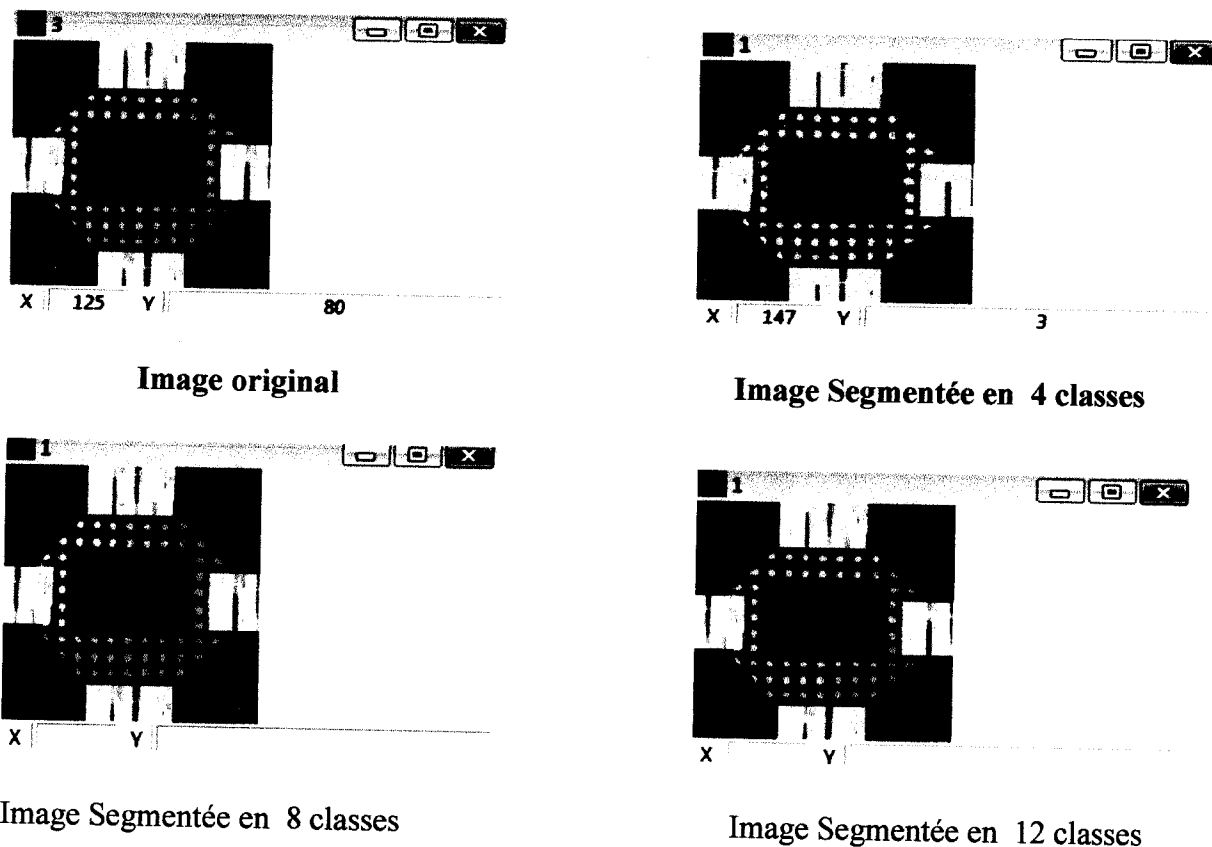 3
1
X 125 Y 80
X 147 Y 3
Image original
Image Segmentée en 4 classes
1
1
X Y
X Y
Image Segmentée en 8 classes
Image Segmentée en 12 classes